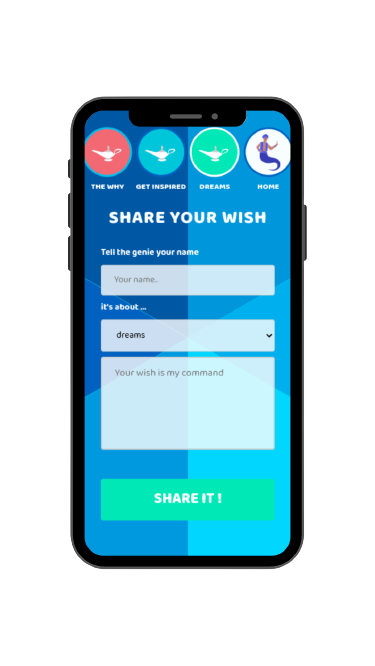 THE WHY
GET INSPIRED
DREAMS
HOME
SHARE YOUR WISH
Tell the genie your name
Your name..
it's about ...
dreams
Your wish is my command
SHARE IT !